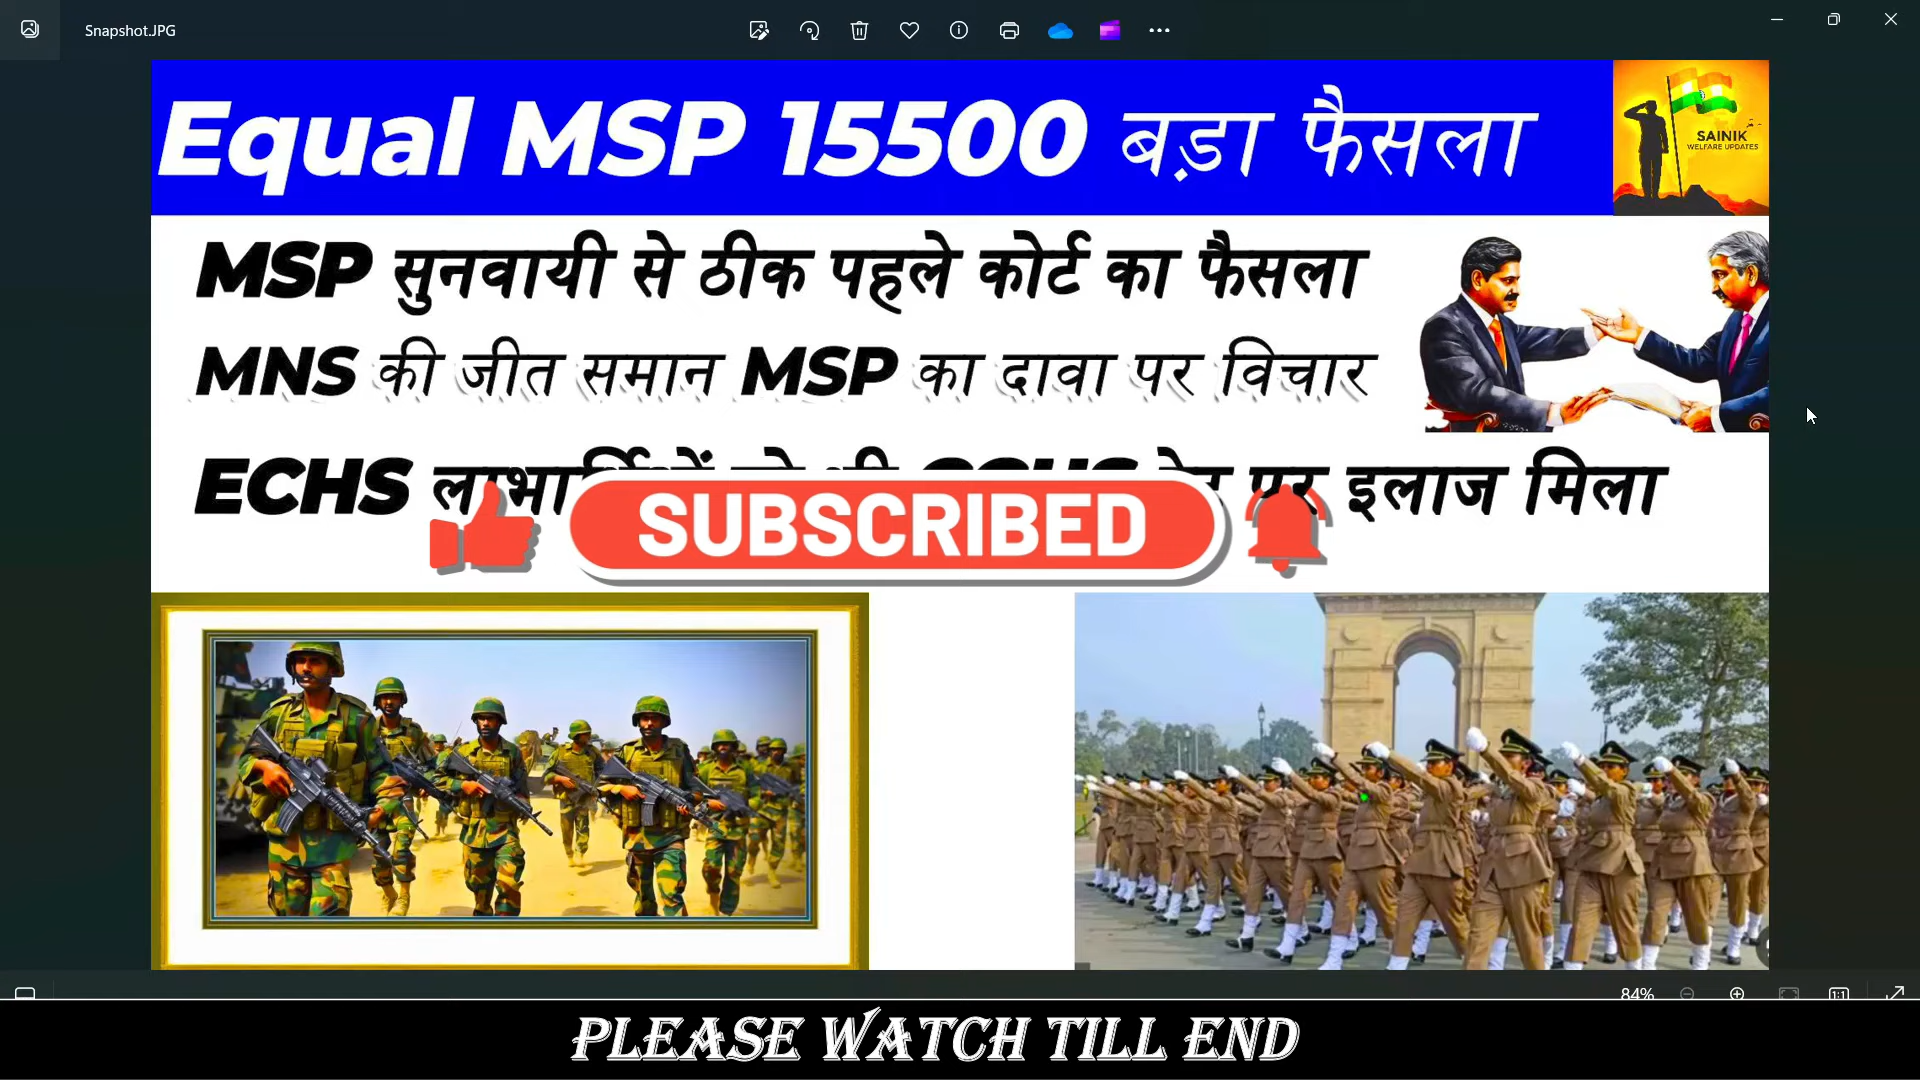 Snapshot.JPG
Equal MSP 15500 बड़ा फैसला
SAINIK
WELFARE UPDATES
MSP सुनवायी से ठीक पहले कोर्ट का फैसला
MNS की जीत समान MSP का दावा पर विचार
ECHS पर इलाज मिला
SUBSCRIBED
84%
PLEASE WATCH TILL END